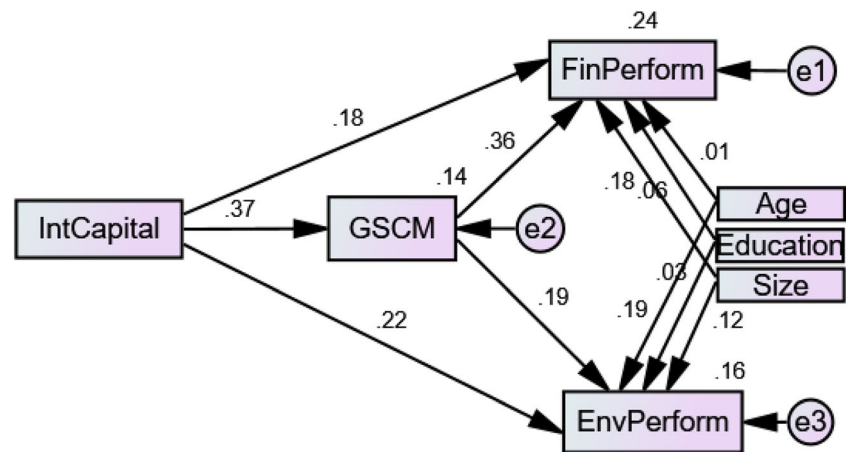 .24
FinPerform
e1
.18
.36
.14
.01
.18
.06
IntCapital
.37
GSCM
e2
Age
Education
Size
.03
.22
.19
.19
.12
.16
EnvPerform
e3